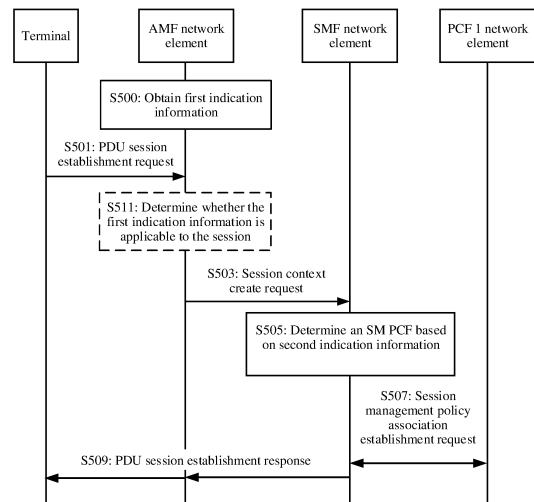 Terminal
AMF network
element
SMF network
element
PCF 1 network
element
S500: Obtain first indication
information
S501: PDU session
establishment request
S511: Determine whether the
first indication information is
applicable to the session
S503: Session context
create request
S505: Determine an SM PCF based
on second indication information
S507: Session
management policy
association
establishment request
S509: PDU session establishment response